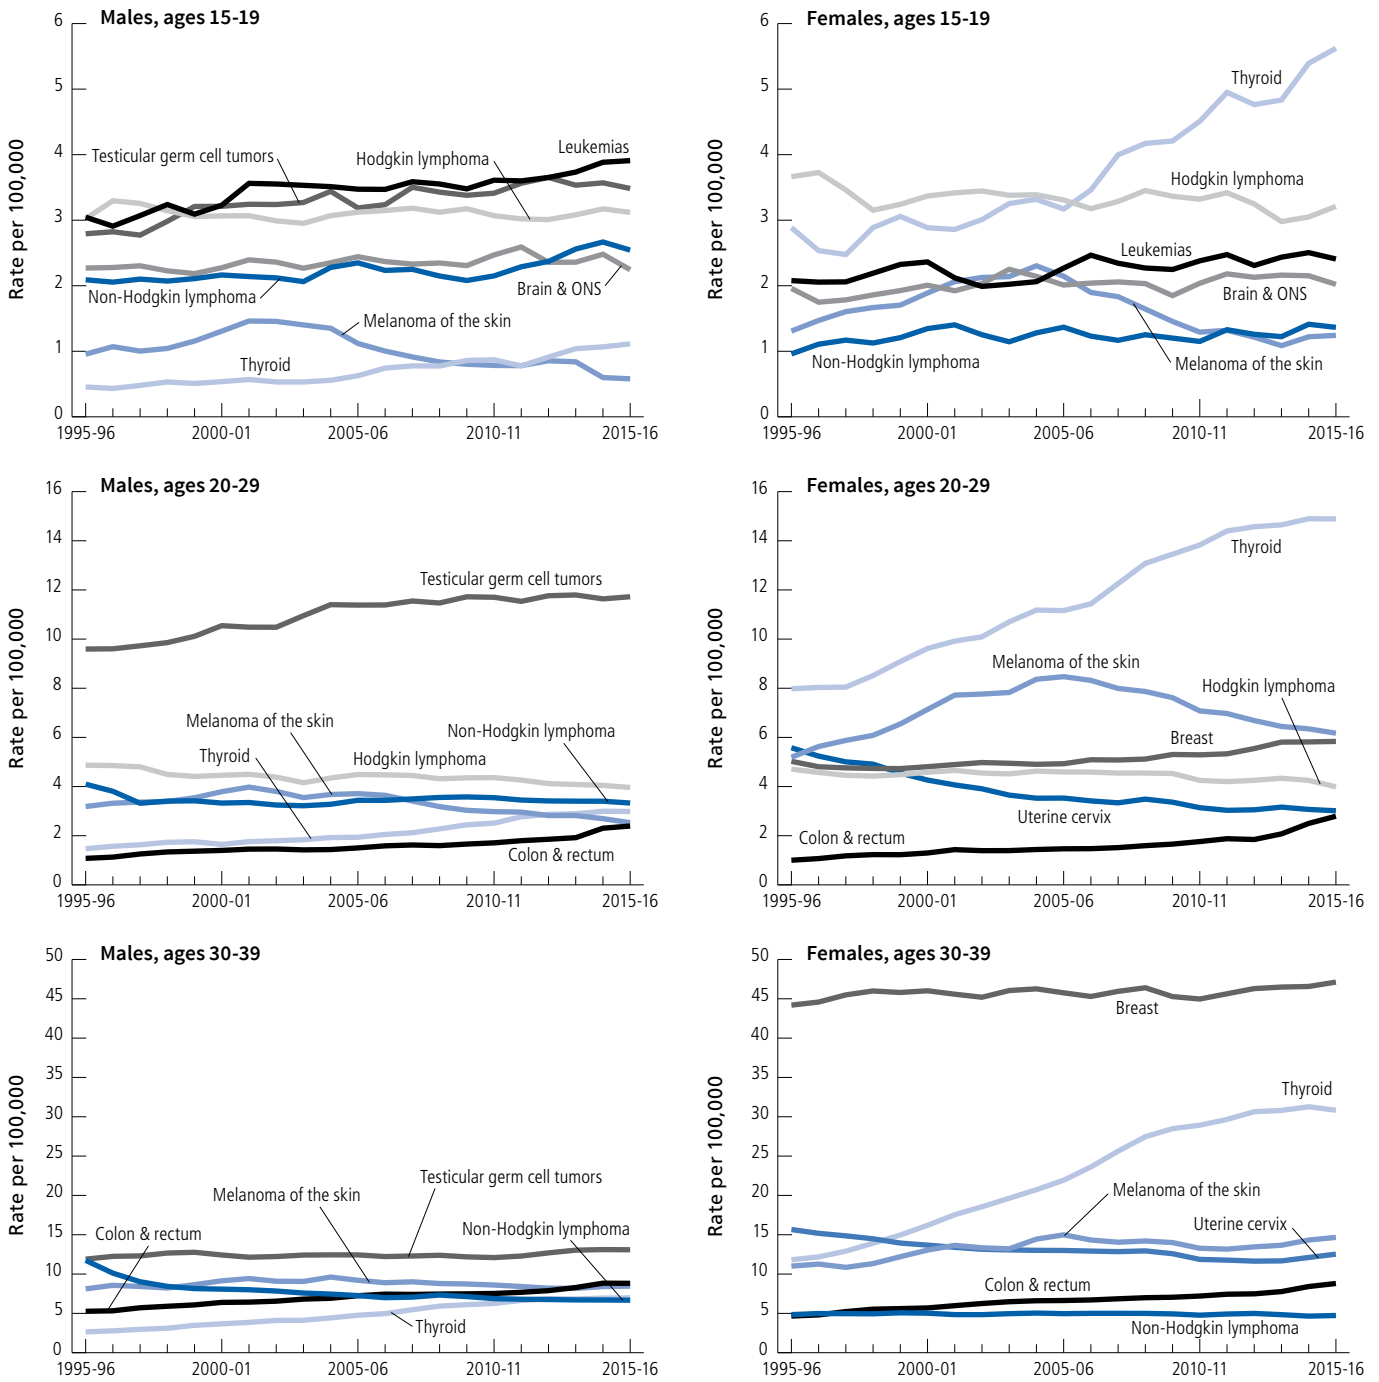 Males, ages 15-19
Rate per 100,000
6
5
4
3
2
1
0
Testicular germ cell tumors
Hodgkin lymphoma
Leukemias
Non-Hodgkin lymphoma
Brain & ONS
Melanoma of the skin
Thyroid
1995-96
2000-01
2005-06
2010-11
2015-16
Females, ages 15-19
Rate per 100,000
6
5
4
3
2
1
0
Thyroid
Hodgkin lymphoma
Leukemias
Brain & ONS
Non-Hodgkin lymphoma
Melanoma of the skin
1995-96
2000-01
2005-06
2010-11
2015-16
Males, ages 20-29
Rate per 100,000
16
14
12
10
8
6
4
2
0
Testicular germ cell tumors
Melanoma of the skin
Non-Hodgkin lymphoma
Thyroid
Hodgkin lymphoma
Colon & rectum
1995-96
2000-01
2005-06
2010-11
2015-16
Females, ages 20-29
Rate per 100,000
16
14
12
10
8
6
4
2
0
Thyroid
Melanoma of the skin
Hodgkin lymphoma
Breast
Uterine cervix
Colon & rectum
1995-96
2000-01
2005-06
2010-11
2015-16
Males, ages 30-39
Rate per 100,000
50
45
40
35
30
25
20
15
10
5
0
Testicular germ cell tumors
Melanoma of the skin
Colon & rectum
Non-Hodgkin lymphoma
Thyroid
1995-96
2000-01
2005-06
2010-11
2015-16
Females, ages 30-39
Rate per 100,000
50
45
40
35
30
25
20
15
10
5
0
Breast
Thyroid
Melanoma of the skin
Uterine cervix
Colon & rectum
Non-Hodgkin lymphoma
1995-96
2000-01
2005-06
2010-11
2015-16